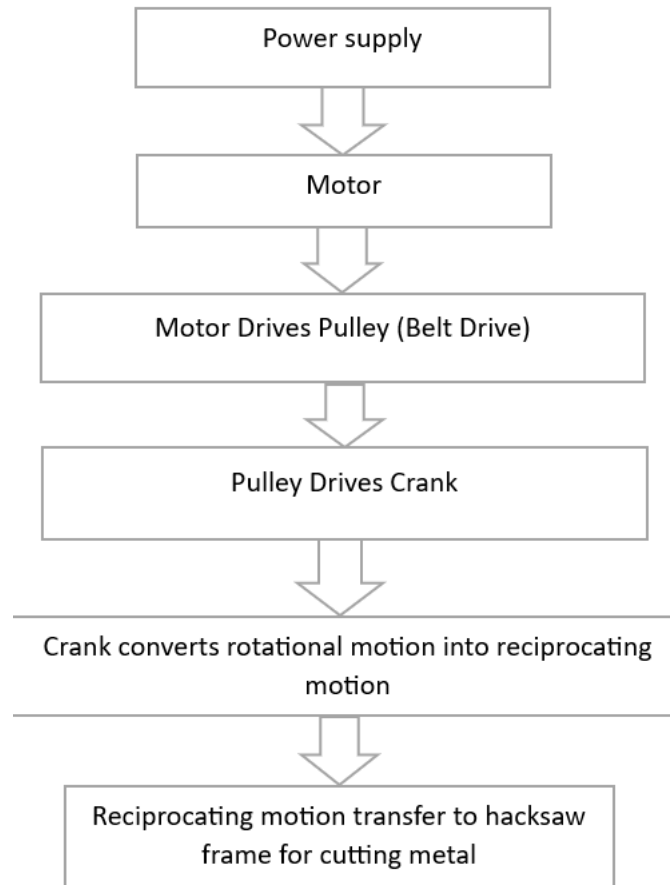 Power supply
Motor
Motor Drives Pulley (Belt Drive)
Pulley Drives Crank
Crank converts rotational motion into reciprocating
motion
Reciprocating motion transfer to hacksaw
frame for cutting metal